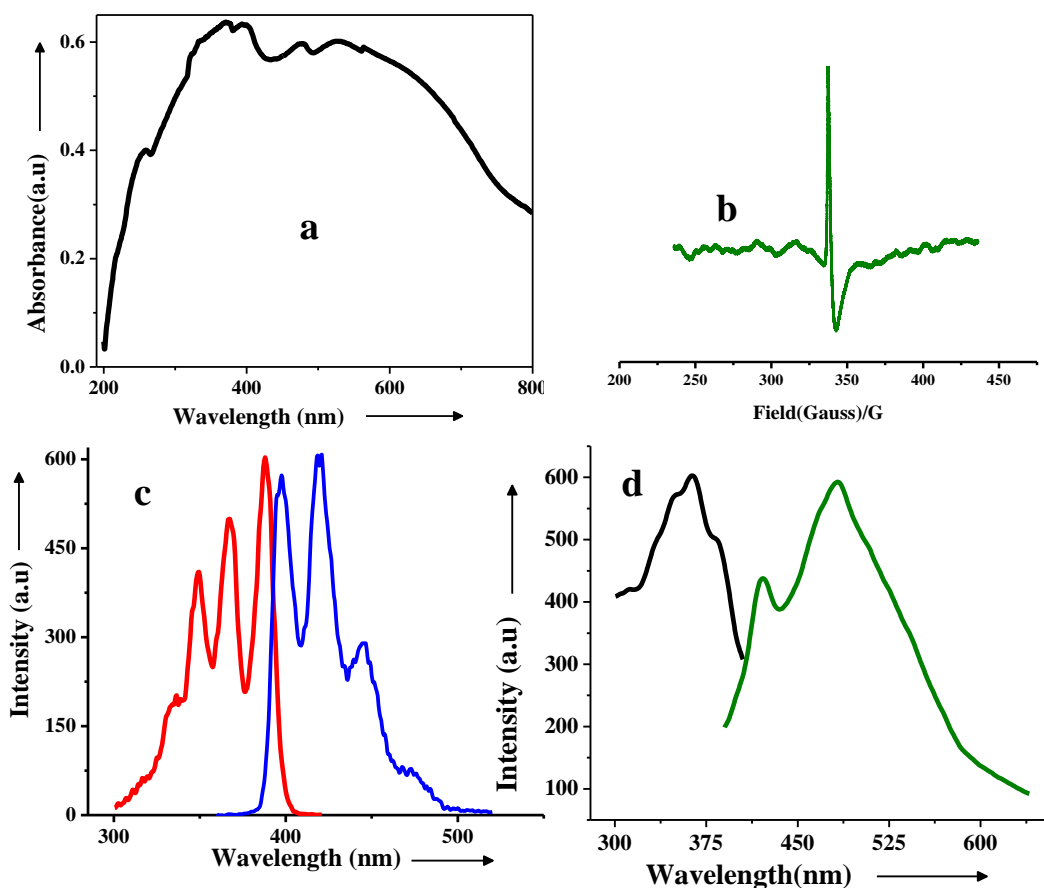 0.6
0.4
0.2
0.0
Absorbance(a.u)
a
200 400 600 800
Wavelength (nm)
b
200 250 300 350 400 450
Field(Gauss)/G
600
450
300
150
0
Intensity (a.u)
c
300 400 500
Wavelength (nm)
600
500
400
300
200
100
Intensity (a.u)
d
300 375 450 525 600
Wavelength(nm)